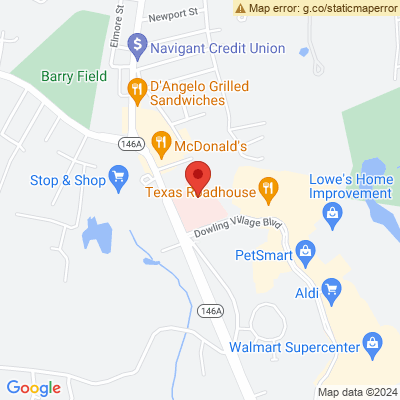 Map error: g.co/staticmaperror
Newport St
Elmore St
Navigant Credit Union
Barry Field
D'Angelo Grilled
Sandwiches
146A
McDonald's
Stop & Shop
Texas Roadhouse
Lowe's Home
Improvement
Dowling Village Blvd
PetSmart
Aldi
146A
Walmart Supercenter
Google
Map data ©2024